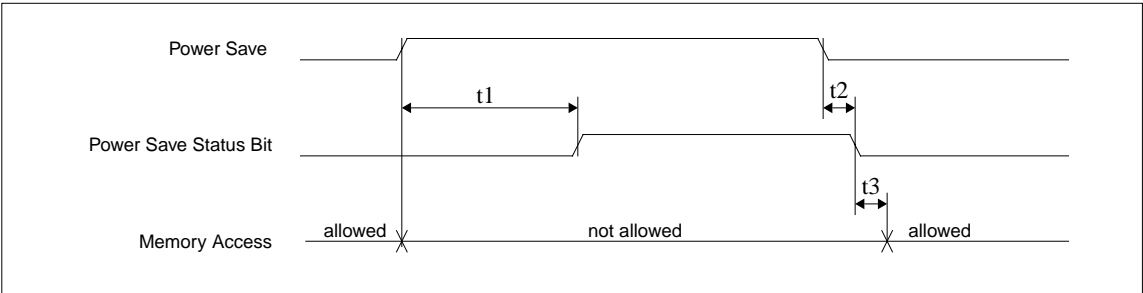 Power Save
t1
t2
Power Save Status Bit
t3
Memory Access
allowed
not allowed
allowed